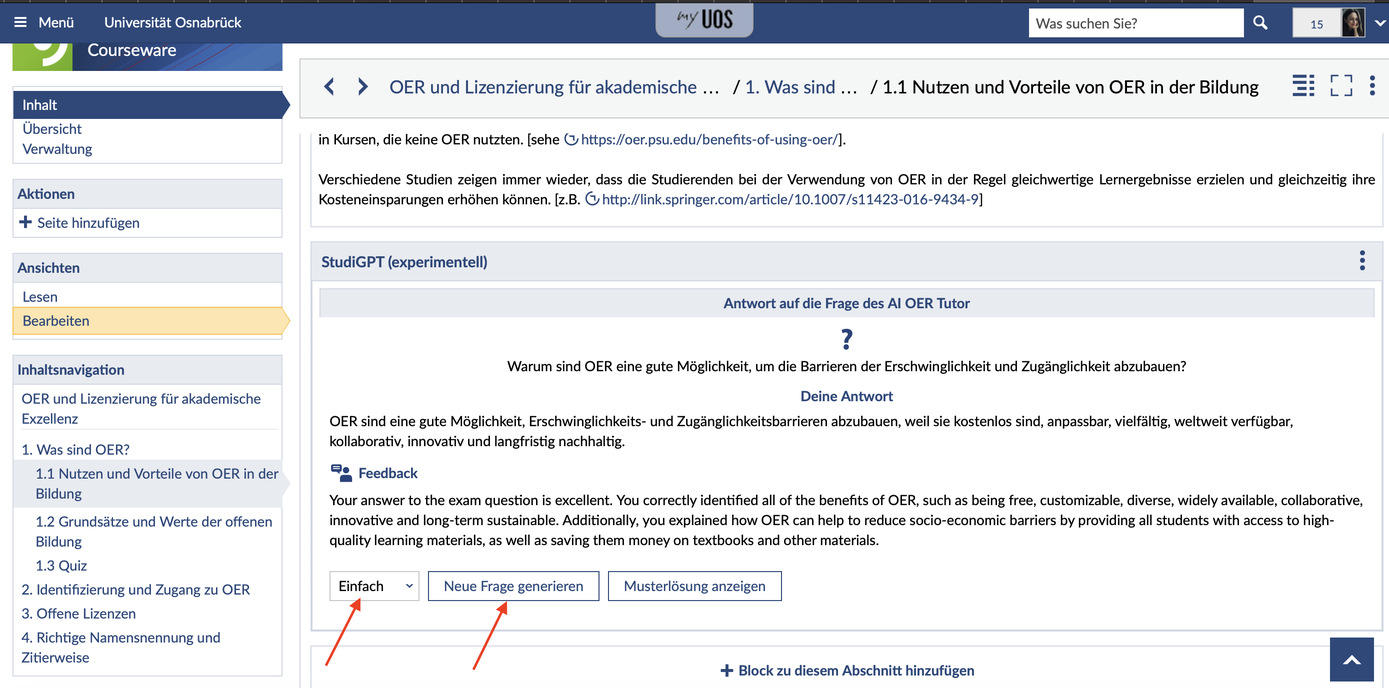 Menü
Universität Osnabrück
my UOS
Was suchen Sie?
15
Courseware
Inhalt
Übersicht
Verwaltung
Aktionen
Seite hinzufügen
Ansichten
Lesen
Bearbeiten
Inhaltsnavigation
OER und Lizenzierung für akademische
Exzellenz
1. Was sind OER?
1.1 Nutzen und Vorteile von OER in der
Bildung
1.2 Grundsätze und Werte der offenen
Bildung
1.3 Quiz
2. Identifizierung und Zugang zu OER
3. Offene Lizenzen
4. Richtige Namensnennung und
Zitierweise
OER und Lizenzierung für akademische ... / 1. Was sind ... / 1.1 Nutzen und Vorteile von OER in der Bildung
in Kursen, die keine OER nutzten. [sehe https://oer.psu.edu/benefits-of-using-oer/].
Verschiedene Studien zeigen immer wieder, dass die Studierenden bei der Verwendung von OER in der Regel gleichwertige Lernergebnisse erzielen und gleichzeitig ihre
Kosteneinsparungen erhöhen können. [z.B. http://link.springer.com/article/10.1007/s11423-016-9434-9]
StudiGPT (experimentell)
Antwort auf die Frage des AI OER Tutor
?
Warum sind OER eine gute Möglichkeit, um die Barrieren der Erschwinglichkeit und Zugänglichkeit abzubauen?
Deine Antwort
OER sind eine gute Möglichkeit, Erschwinglichkeits- und Zugänglichkeitsbarrieren abzubauen, weil sie kostenlos sind, anpassbar, vielfältig, weltweit verfügbar,
kollaborativ, innovativ und langfristig nachhaltig.
Feedback
Your answer to the exam question is excellent. You correctly identified all of the benefits of OER, such as being free, customizable, diverse, widely available, collaborative,
innovative and long-term sustainable. Additionally, you explained how OER can help to reduce socio-economic barriers by providing all students with access to high-
quality learning materials, as well as saving them money on textbooks and other materials.
Einfach
Neue Frage generieren
Musterlösung anzeigen
Block zu diesem Abschnitt hinzufügen